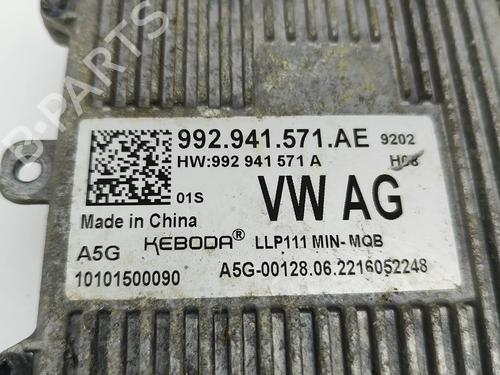 992.941.571.AE 9202
HW:992 941 571 A H08
01S VW AG
Made in China
A5G KEBODA® LLP111 MIN-MQB
10101500090 A5G-00128.06.2216052248
B-PARTS